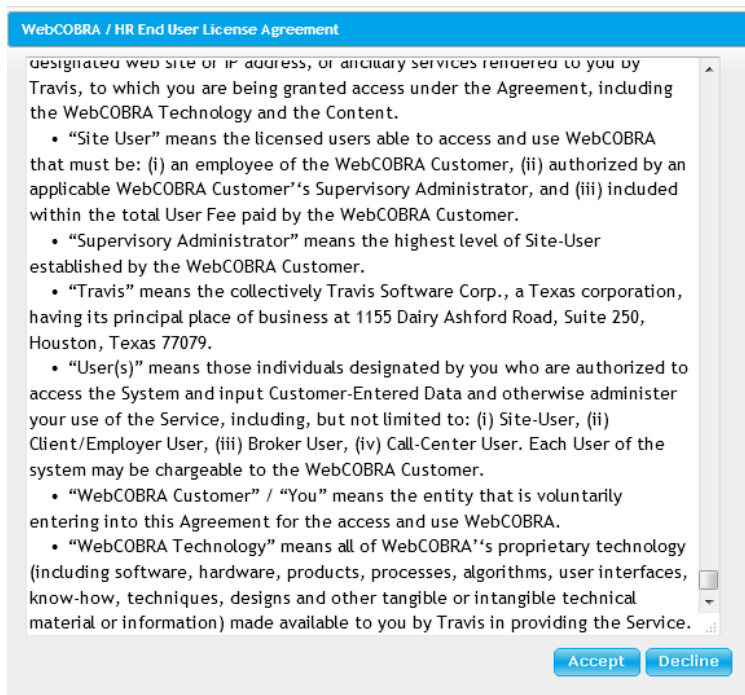 WebCOBRA / HR End User License Agreement
designated web site or IP address, or ancillary services rendered to you by
Travis, to which you are being granted access under the Agreement, including
the WebCOBRA Technology and the Content.
• “Site User” means the licensed users able to access and use WebCOBRA
that must be: (i) an employee of the WebCOBRA Customer, (ii) authorized by an
applicable WebCOBRA Customer’‘s Supervisory Administrator, and (iii) included
within the total User Fee paid by the WebCOBRA Customer.
• “Supervisory Administrator” means the highest level of Site-User
established by the WebCOBRA Customer.
• “Travis” means the collectively Travis Software Corp., a Texas corporation,
having its principal place of business at 1155 Dairy Ashford Road, Suite 250,
Houston, Texas 77079.
• “User(s)” means those individuals designated by you who are authorized to
access the System and input Customer-Entered Data and otherwise administer
your use of the Service, including, but not limited to: (i) Site-User, (ii)
Client/Employer User, (iii) Broker User, (iv) Call-Center User. Each User of the
system may be chargeable to the WebCOBRA Customer.
• “WebCOBRA Customer” / “You” means the entity that is voluntarily
entering into this Agreement for the access and use WebCOBRA.
• “WebCOBRA Technology” means all of WebCOBRA’‘s proprietary technology
(including software, hardware, products, processes, algorithms, user interfaces,
know-how, techniques, designs and other tangible or intangible technical
material or information) made available to you by Travis in providing the Service.
Accept Decline